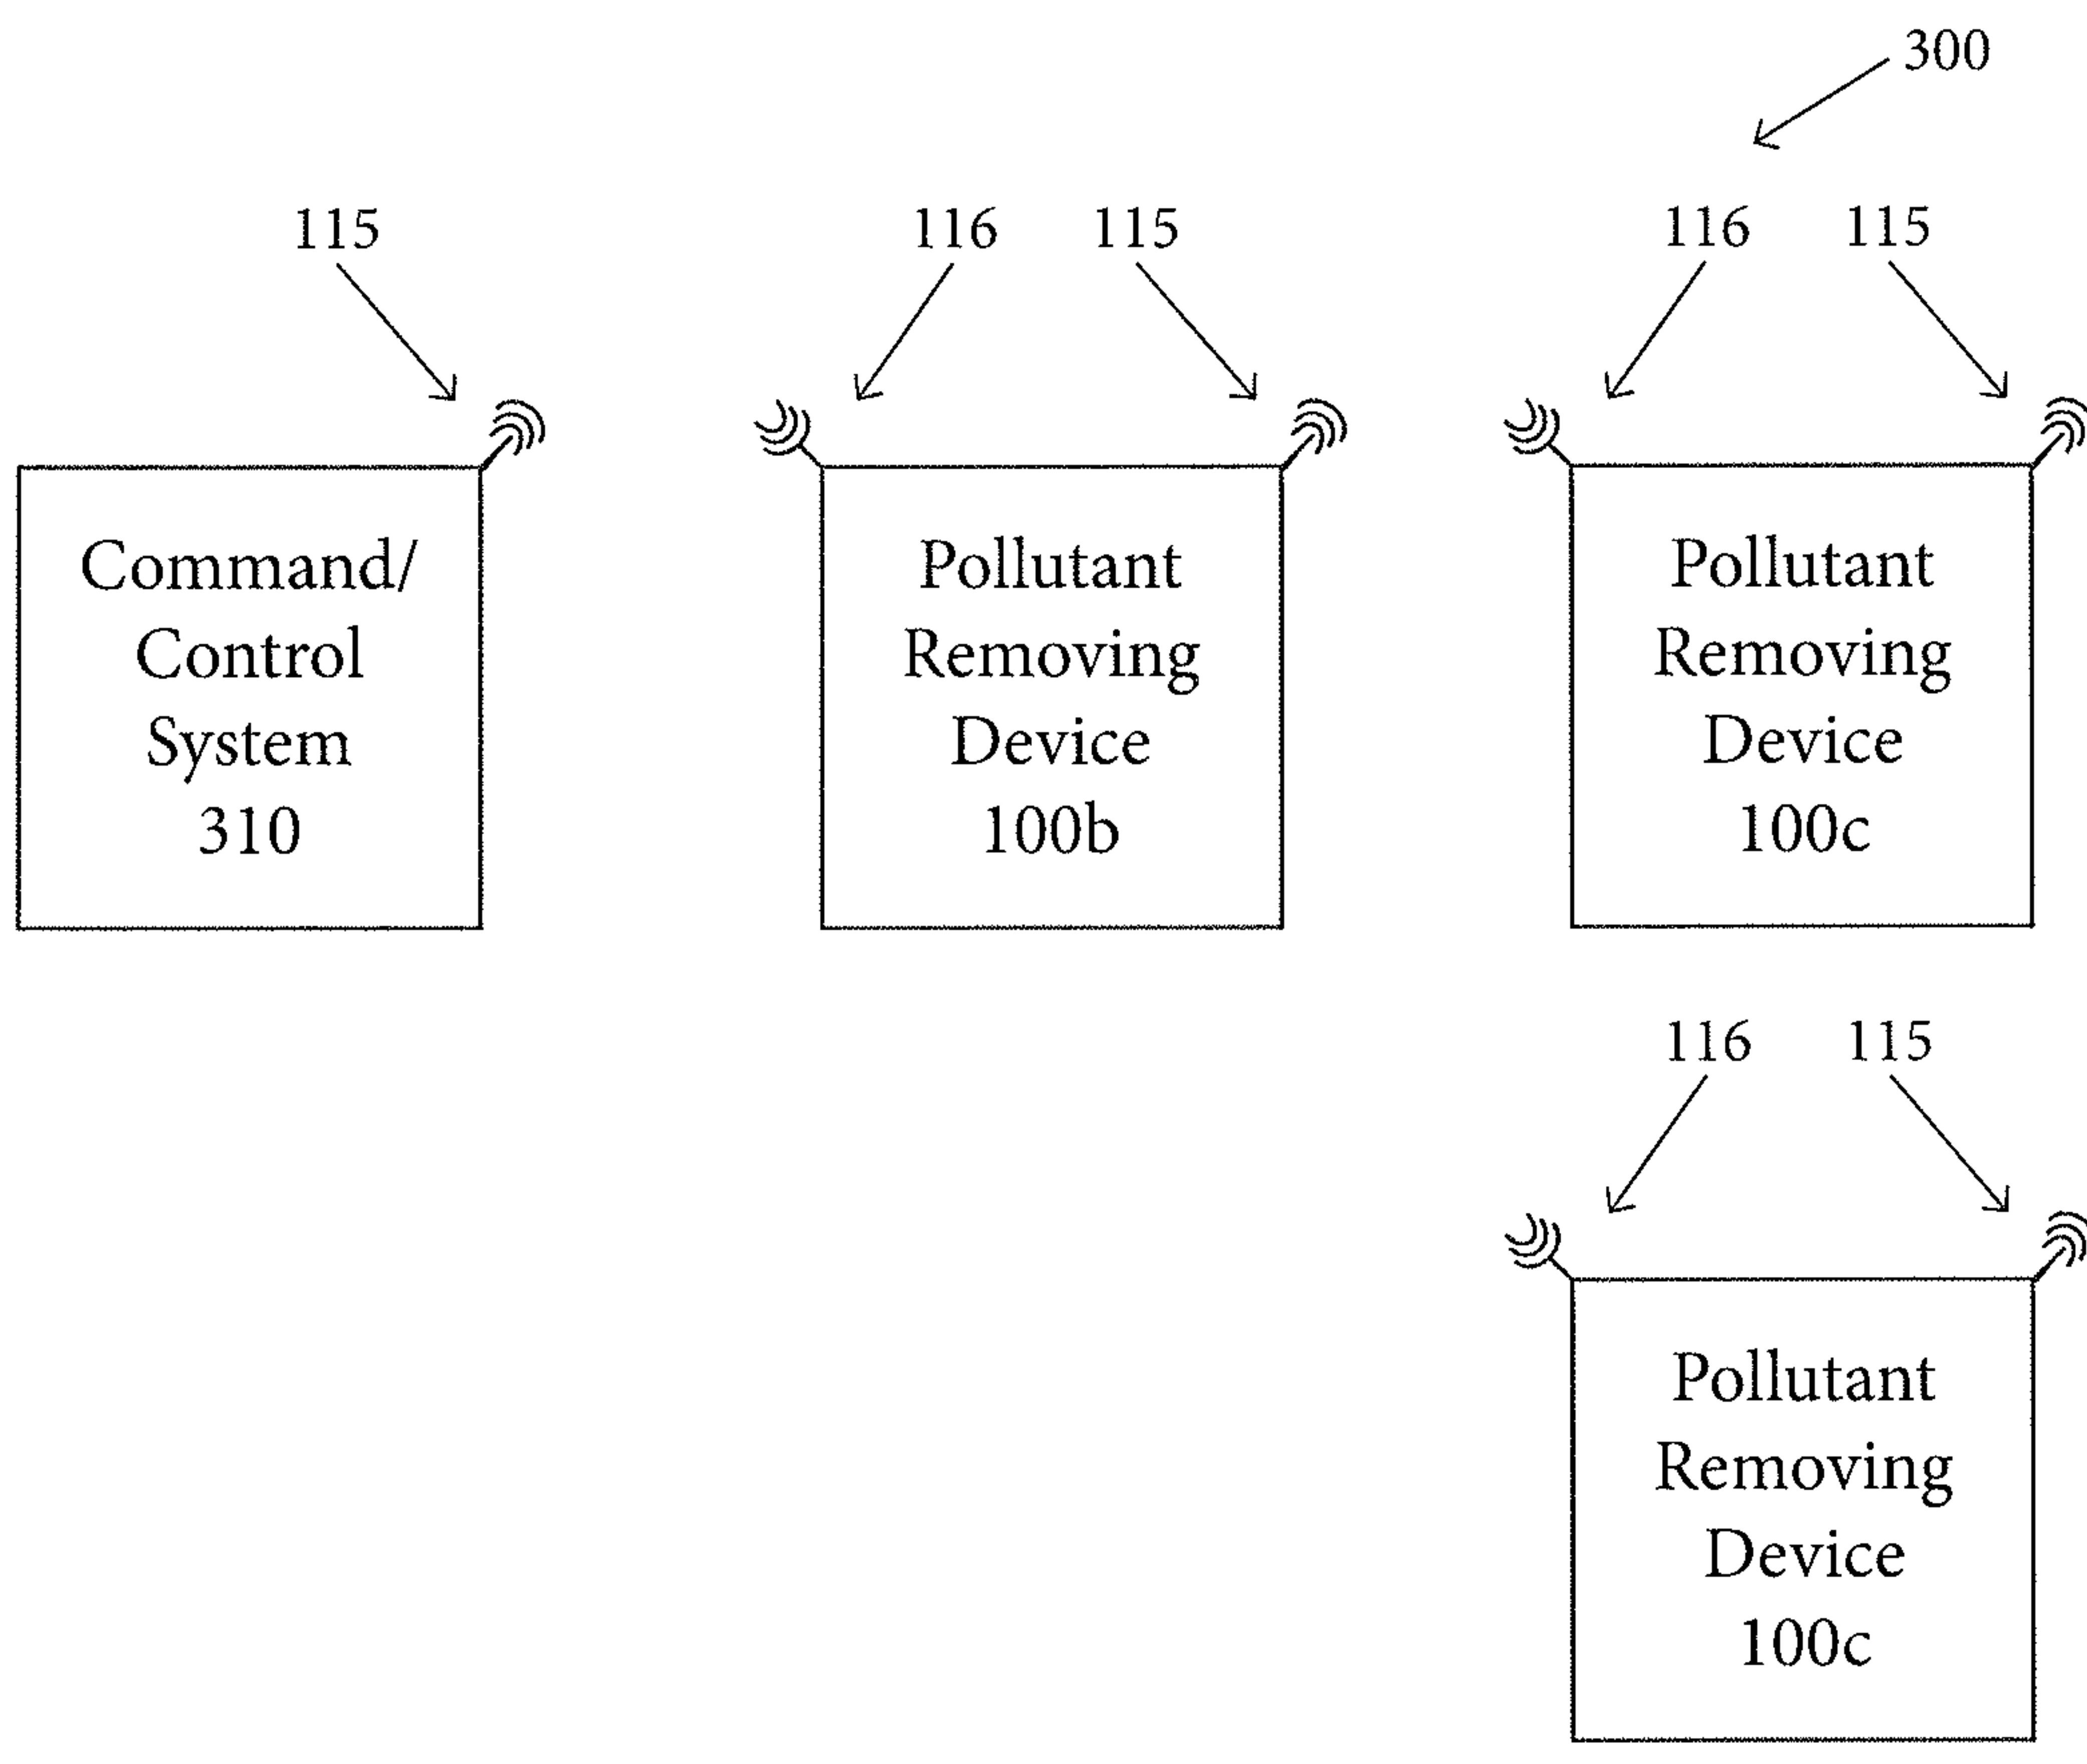 300
115
116 115
116 115
Command/
Control
System
310
Pollutant
Removing
Device
100b
Pollutant
Removing
Device
100c
116 115
Pollutant
Removing
Device
100c